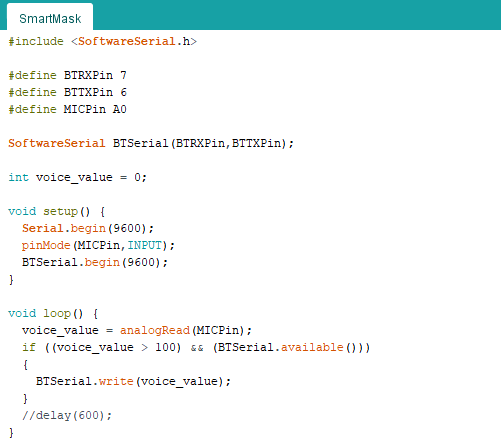 SmartMask
#include <SoftwareSerial.h>
#define BTRXPin 7
#define BTTXPin 6
#define MICPin A0
SoftwareSerial BTSerial(BTRXPin,BTTXPin);
int voice_value = 0;
void setup() {
  Serial.begin(9600);
  pinMode(MICPin,INPUT);
  BTSerial.begin(9600);
}
void loop() {
  voice_value = analogRead(MICPin);
  if ((voice_value > 100) && (BTSerial.available()))
  {
    BTSerial.write(voice_value);
  }
  //delay(600);
}